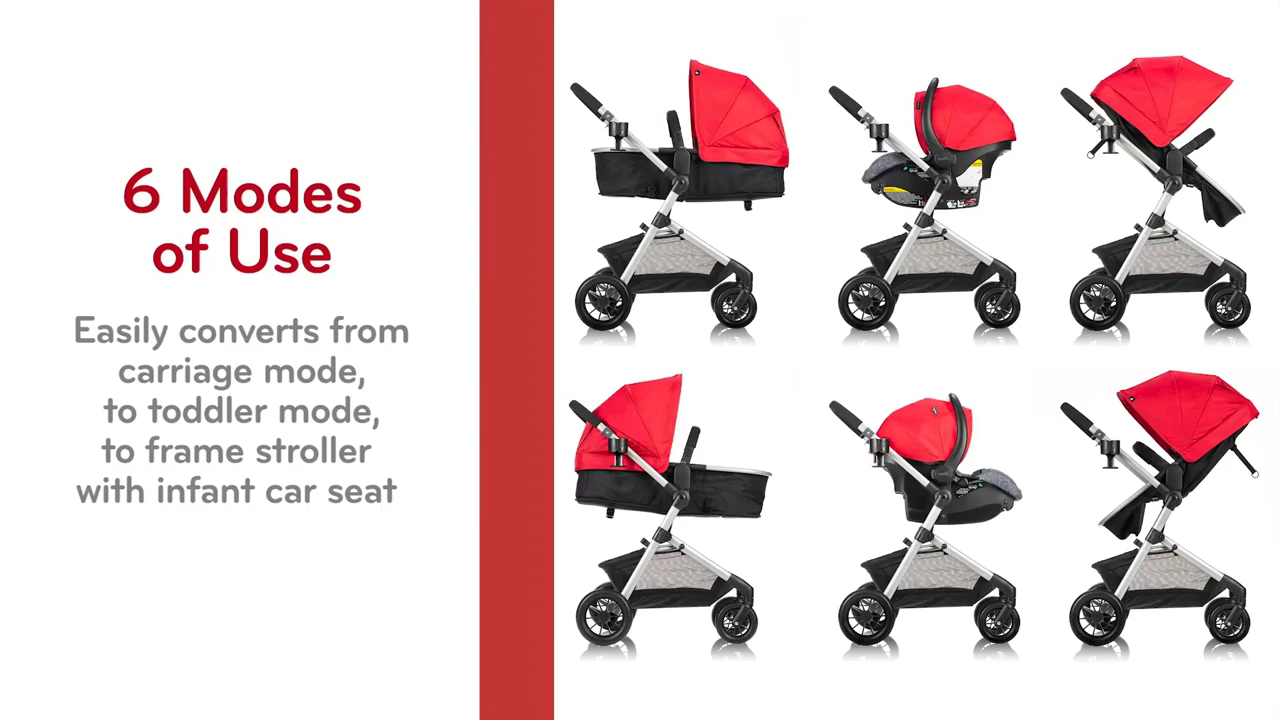 6 Modes
of Use
Easily converts from
carriage mode,
to toddler mode,
to frame stroller
with infant car seat